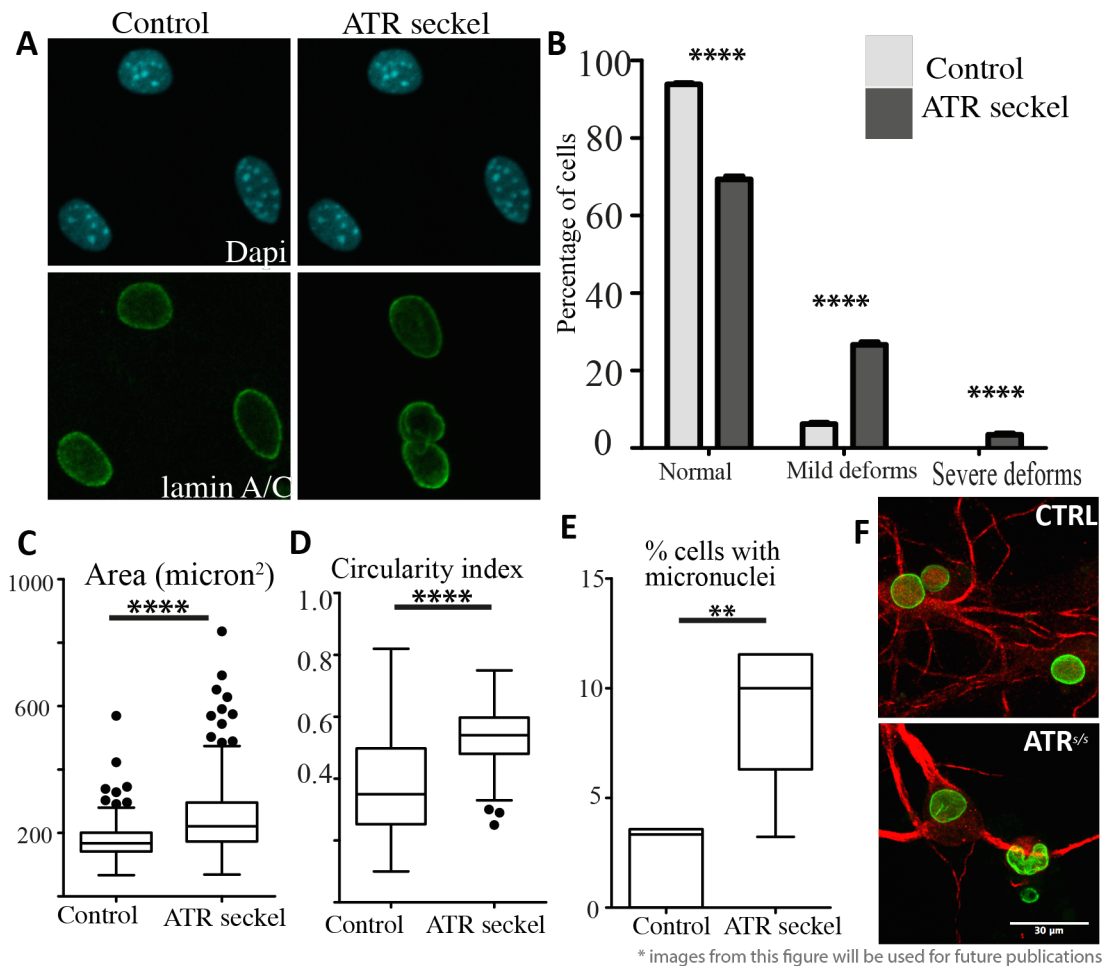 Control
ATR seckel
A
Dapi
lamin A/C
B
****
Control
ATR seckel
100
80
60
40
20
0
Percentage of cells
****
****
Normal
Mild deforms
Severe deforms
C
Area (micron²)
****
1000
600
200
Control
ATR seckel
D
Circularity index
****
1.0
0.8
0.6
0.4
Control
ATR seckel
E
% cells with
micronuclei
**
15
10
5
0
Control
ATR seckel
F
CTRL
ATR s/s
30 µm
* images from this figure will be used for future publications